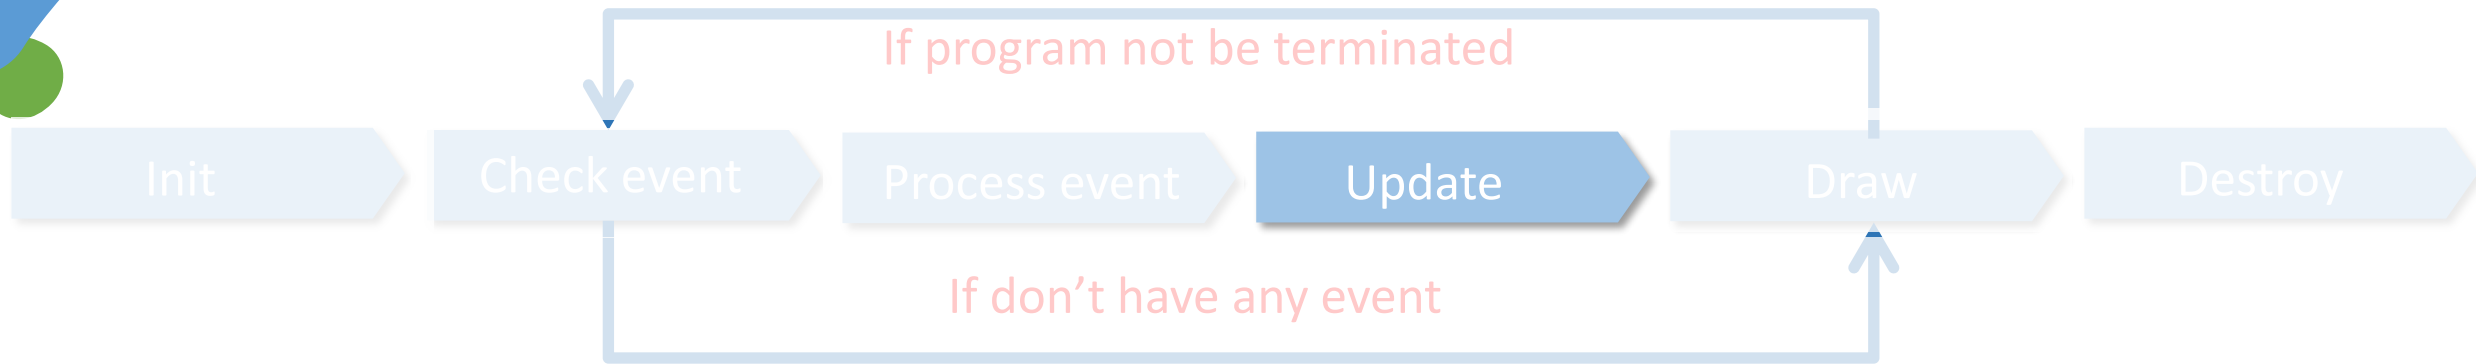 If program not be terminated
Init
Check event
Process event
Update
Draw
Destroy
If don’t have any event